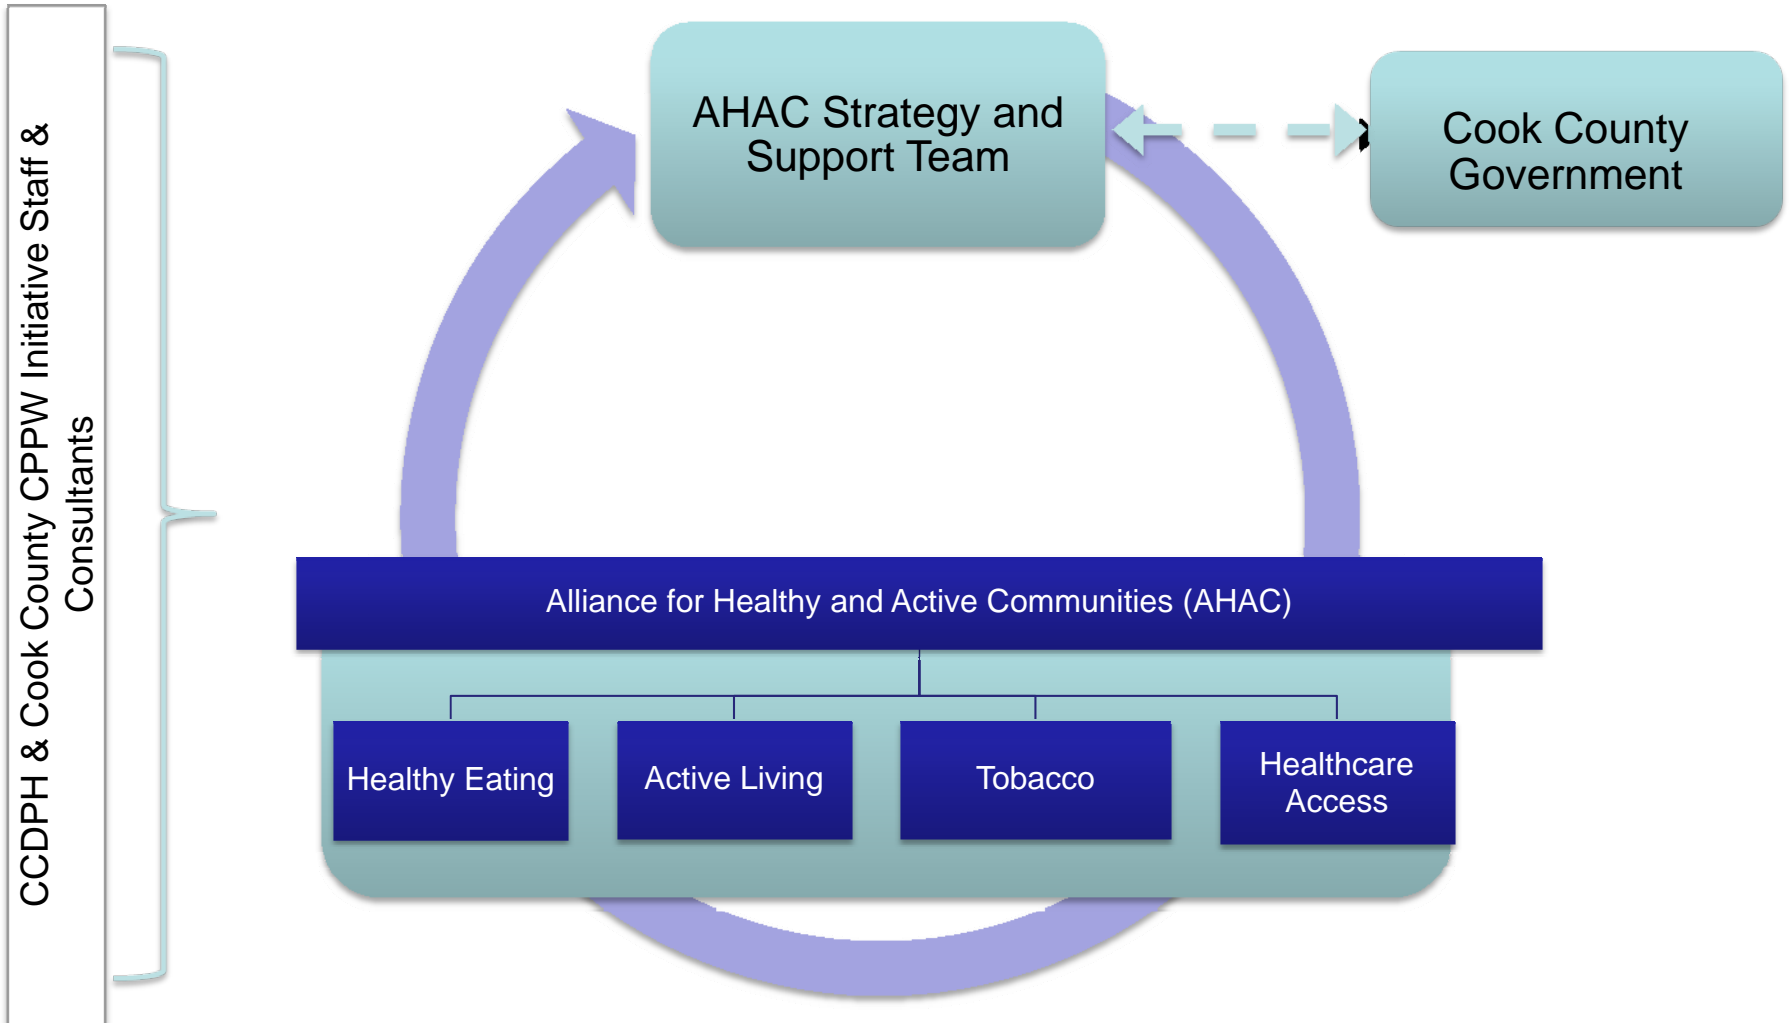 CCDPH & Cook County CPPW Initiative Staff &
Consultants
AHAC Strategy and
Support Team
Cook County
Government
Alliance for Healthy and Active Communities (AHAC)
Healthy Eating
Active Living
Tobacco
Healthcare
Access